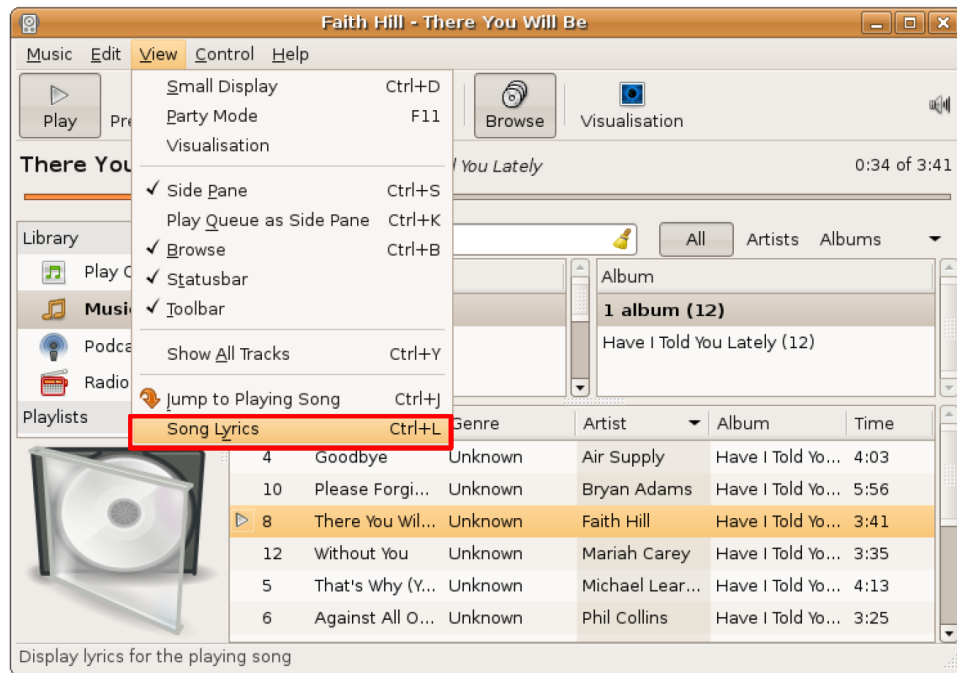 Faith Hill - There You Will Be
Music Edit View Control Help
Play
Browse
Visualisation
Small Display Ctrl+D
Party Mode F11
Visualisation
Side Pane Ctrl+S
Play Queue as Side Pane Ctrl+K
Browse Ctrl+B
Statusbar
Toolbar
Show All Tracks Ctrl+Y
Jump to Playing Song Ctrl+J
Song Lyrics Ctrl+L
There You
You Lately
0:34 of 3:41
Library
All Artists Albums
Play
Podca
Radio
Playlists
Album
1 album (12)
Have I Told You Lately (12)
Genre Artist Album Time
4 Goodbye Unknown Air Supply Have I Told Yo... 4:03
10 Please Forgi... Unknown Bryan Adams Have I Told Yo... 5:56
8 There You Wil... Unknown Faith Hill Have I Told Yo... 3:41
12 Without You Unknown Mariah Carey Have I Told Yo... 3:35
5 That's Why (Y... Unknown Michael Lear... Have I Told Yo... 4:13
6 Against All O... Unknown Phil Collins Have I Told Yo... 3:25
Display lyrics for the playing song